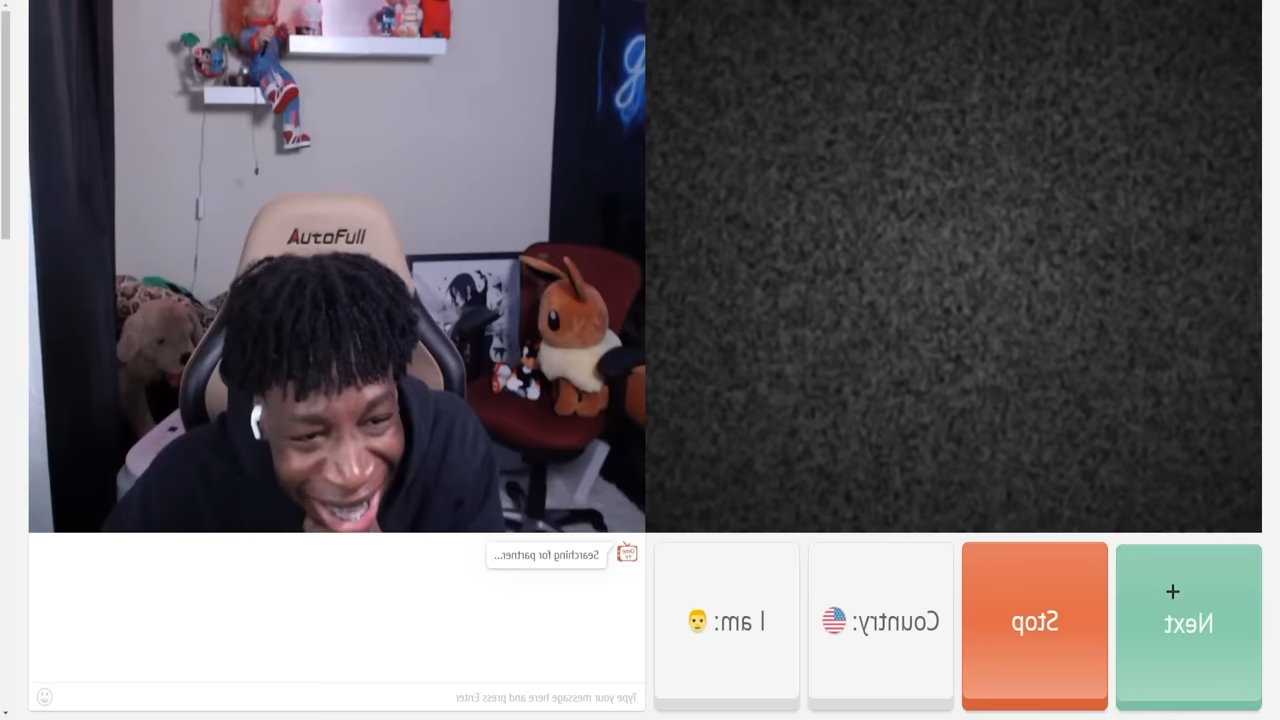 AutoFull
Searching for partner...
Type your message here and press Enter
I am:
Country:
Stop
Next